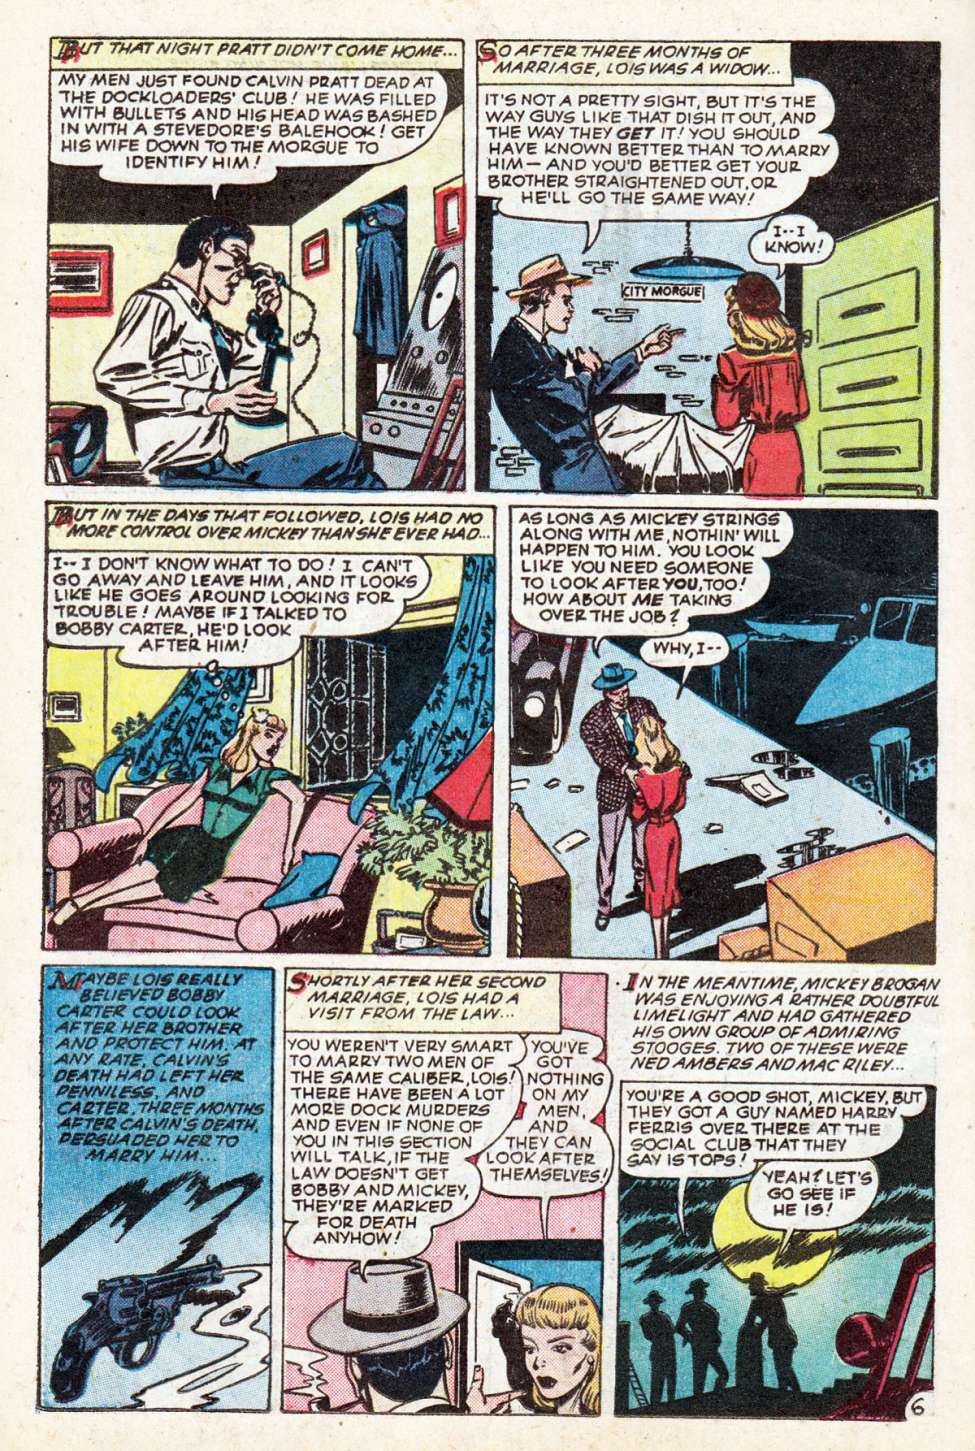 BUT THAT NIGHT PRATT DIDN'T COME HOME...
MY MEN JUST FOUND CALVIN PRATT DEAD AT
THE DOCKLOADERS' CLUB! HE WAS FILLED
WITH BULLETS AND HIS HEAD WAS BASHED
IN WITH A STEVEDORE'S BALEHOOK! GET
HIS WIFE DOWN TO THE MORGUE TO
IDENTIFY HIM!
SO AFTER THREE MONTHS OF
MARRIAGE, LOIS WAS A WIDOW...
IT'S NOT A PRETTY SIGHT, BUT IT'S THE
WAY GUYS LIKE THAT DISH IT OUT, AND
THE WAY THEY GET IT! YOU SHOULD
HAVE KNOWN BETTER THAN TO MARRY
HIM — AND YOU'D BETTER GET YOUR
BROTHER STRAIGHTENED OUT, OR
HE'LL GO THE SAME WAY!
I--I
KNOW!
CITY MORGUE
BUT IN THE DAYS THAT FOLLOWED, LOIS HAD NO
MORE CONTROL OVER MICKEY THAN SHE EVER HAD...
I--I DON'T KNOW WHAT TO DO! I CAN'T
GO AWAY AND LEAVE HIM, AND IT LOOKS
LIKE HE GOES AROUND LOOKING FOR
TROUBLE! MAYBE IF I TALKED TO
BOBBY CARTER, HE'D LOOK
AFTER HIM!
AS LONG AS MICKEY STRINGS
ALONG WITH ME, NOTHIN' WILL
HAPPEN TO HIM. YOU LOOK
LIKE YOU NEED SOMEONE
TO LOOK AFTER YOU, TOO!
HOW ABOUT ME TAKING
OVER THE JOB?
WHY, I--
MAYBE LOIS REALLY
BELIEVED BOBBY
CARTER COULD LOOK
AFTER HER BROTHER
AND PROTECT HIM. AT
ANY RATE, CALVIN'S
DEATH HAD LEFT HER
PENNILESS, AND
CARTER, THREE MONTHS
AFTER CALVIN'S DEATH,
PERSUADED HER TO
MARRY HIM...
SHORTLY AFTER HER SECOND
MARRIAGE, LOIS HAD A
VISIT FROM THE LAW...
YOU WEREN'T VERY SMART
TO MARRY TWO MEN OF
THE SAME CALIBER, LOIS!
THERE HAVE BEEN A LOT
MORE DOCK MURDERS
AND EVEN IF NONE OF
YOU IN THIS SECTION
WILL TALK, IF THE
LAW DOESN'T GET
BOBBY AND MICKEY,
THEY'RE MARKED
FOR DEATH
ANYHOW!
YOU'VE
GOT
NOTHING
ON MY
MEN,
AND
THEY CAN
LOOK AFTER
THEMSELVES!
IN THE MEANTIME, MICKEY BROGAN
WAS ENJOYING A RATHER DOUBTFUL
LIMELIGHT AND HAD GATHERED
HIS OWN GROUP OF ADMIRING
STOOGES. TWO OF THESE WERE
NED AMBERS AND MAC RILEY...
YOU'RE A GOOD SHOT, MICKEY, BUT
THEY GOT A GUY NAMED HARRY
FERRIS OVER THERE AT THE
SOCIAL CLUB THAT THEY
SAY IS TOPS!
YEAH? LET'S
GO SEE IF
HE IS!
6